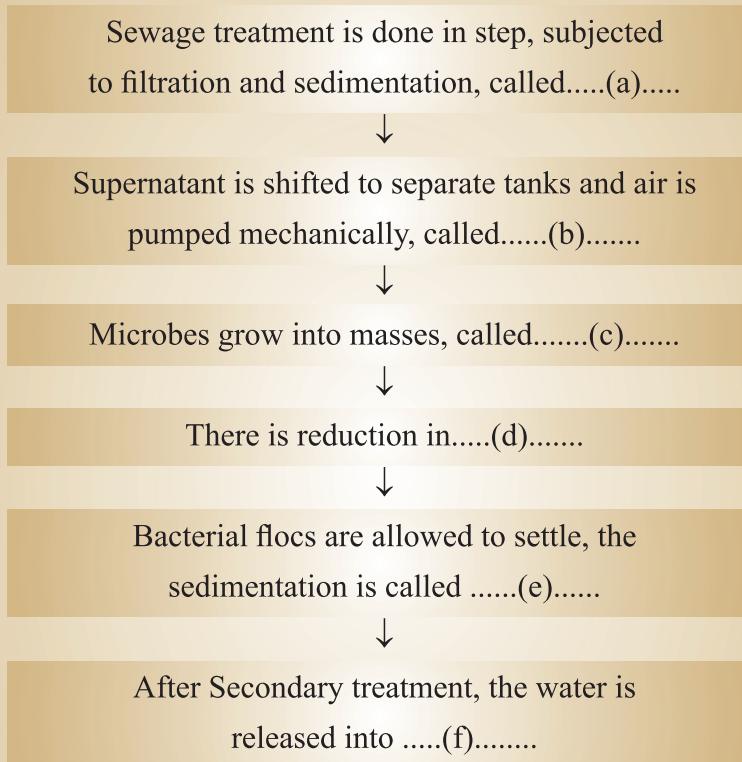 Sewage treatment is done in step, subjected
to filtration and sedimentation, called.....(a).....
↓
Supernatant is shifted to separate tanks and air is
pumped mechanically, called......(b).......
↓
Microbes grow into masses, called.......(c).......
↓
There is reduction in.....(d).......
↓
Bacterial flocs are allowed to settle, the
sedimentation is called ......(e)......
↓
After Secondary treatment, the water is
released into .....(f)........